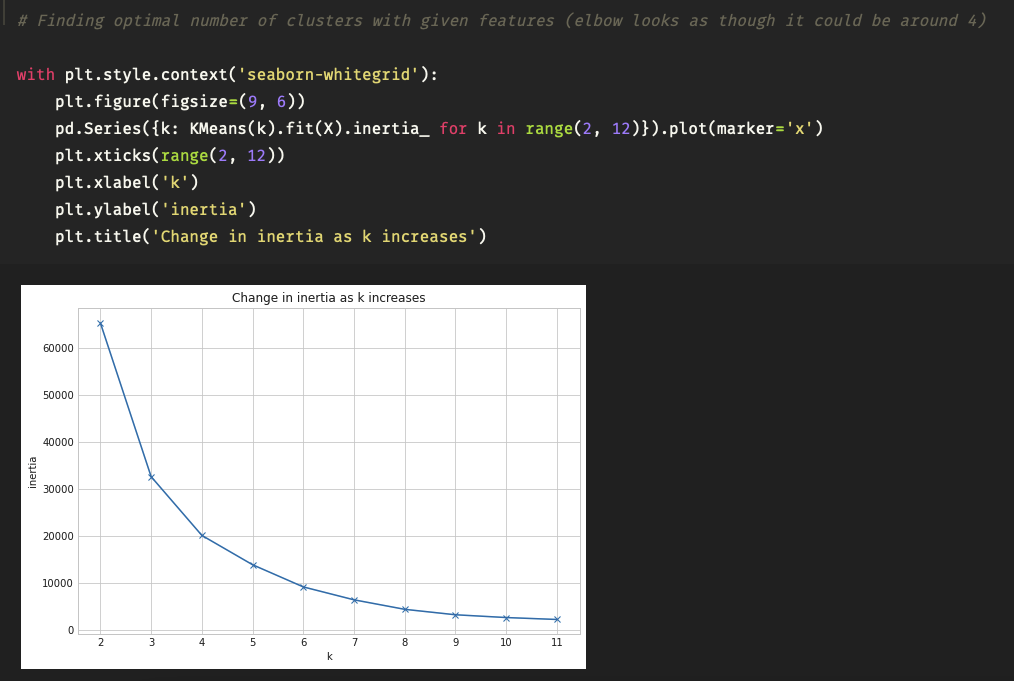 # Finding optimal number of clusters with given features (elbow looks as though it could be around 4)
with plt.style.context('seaborn-whitegrid'):
    plt.figure(figsize=(9, 6))
    pd.Series({k: KMeans(k).fit(X).inertia_ for k in range(2, 12)}).plot(marker='x')
    plt.xticks(range(2, 12))
    plt.xlabel('k')
    plt.ylabel('inertia')
    plt.title('Change in inertia as k increases')
Change in inertia as k increases
60000
50000
40000
30000
20000
10000
0
inertia
2 3 4 5 6 7 8 9 10 11
k